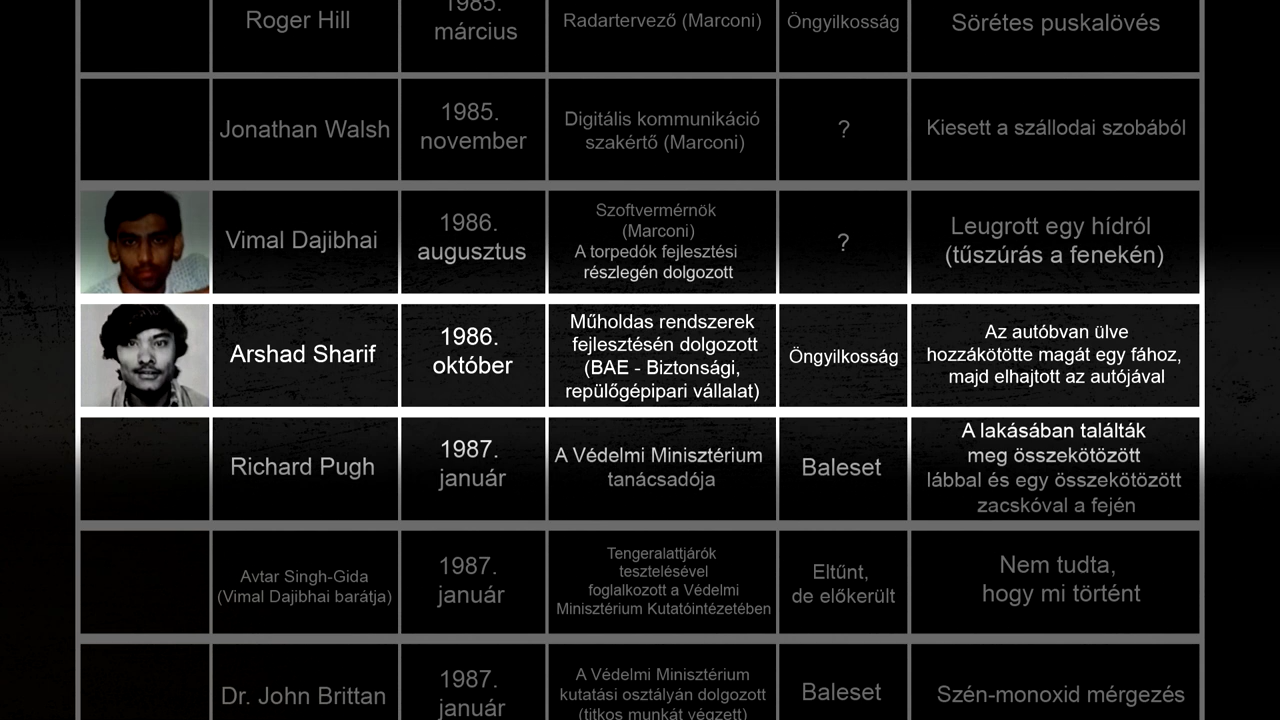 Roger Hill
1985.
március
Radartervező (Marconi)
Öngyilkosság
Sörétes puskalövés
Jonathan Walsh
1985.
november
Digitális kommunikáció
szakértő (Marconi)
?
Kiesett a szállodai szobából
Vimal Dajibhai
1986.
augusztus
Szoftvermérnök
(Marconi)
A torpedók fejlesztési
részlegén dolgozott
?
Leugrott egy hídról
(tűszúrás a fenekén)
Arshad Sharif
1986.
október
Műholdas rendszerek
fejlesztésén dolgozott
(BAE - Biztonsági,
repülőgépipari vállalat)
Öngyilkosság
Az autóbvan ülve
hozzákötötte magát egy fához,
majd elhajtott az autójával
Richard Pugh
1987.
január
A Védelmi Minisztérium
tanácsadója
Baleset
A lakásában találták
meg összekötözött
lábbal és egy összekötözött
zacskóval a fején
Avtar Singh-Gida
(Vimal Dajibhai barátja)
1987.
január
Tengeralattjárók
tesztelésével
foglalkozott a Védelmi
Minisztérium Kutatóintézetében
Eltűnt,
de előkerült
Nem tudta,
hogy mi történt
Dr. John Brittan
1987.
január
A Védelmi Minisztérium
kutatási osztályán dolgozott
(titkos munkát végzett)
Baleset
Szén-monoxid mérgezés